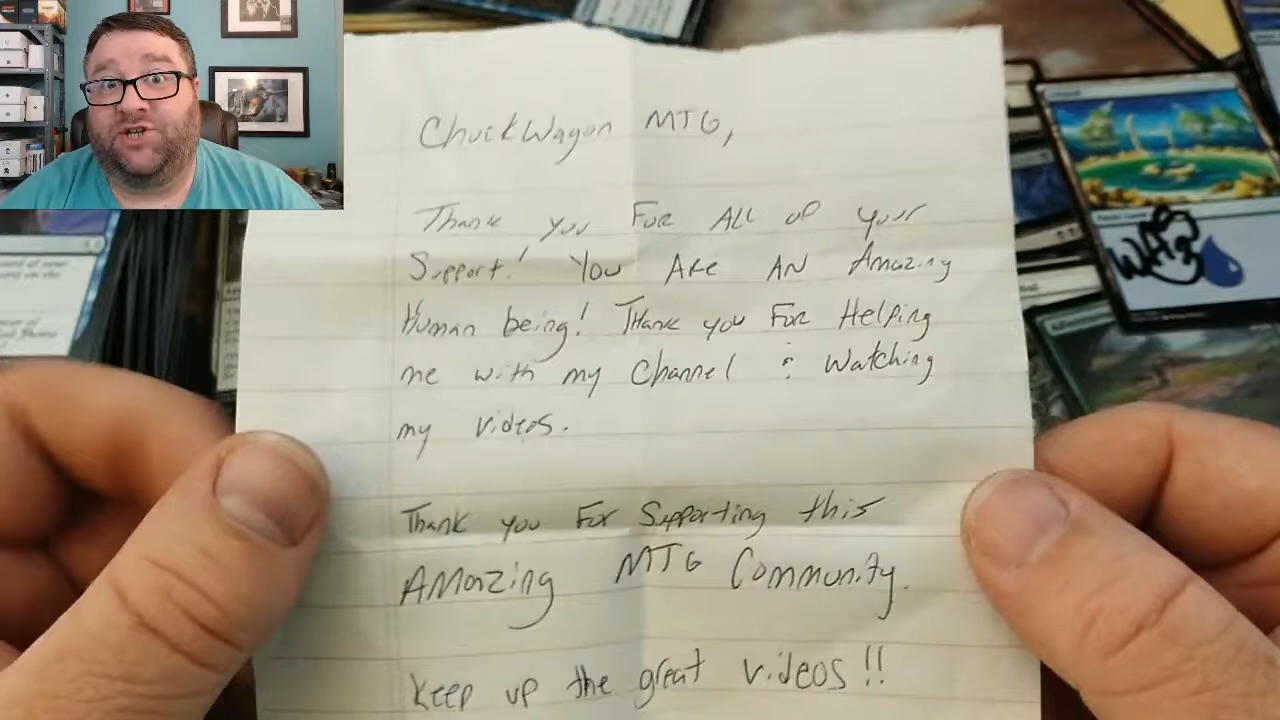 ChuckWagon MTG,
Thank you For All of your
Support! You Are AN Amazing
Human being! Thank you For Helping
me with my Channel & Watching
my videos.
Thank you For Supporting this
AMazing MTG Community.
Keep up the great videos!!